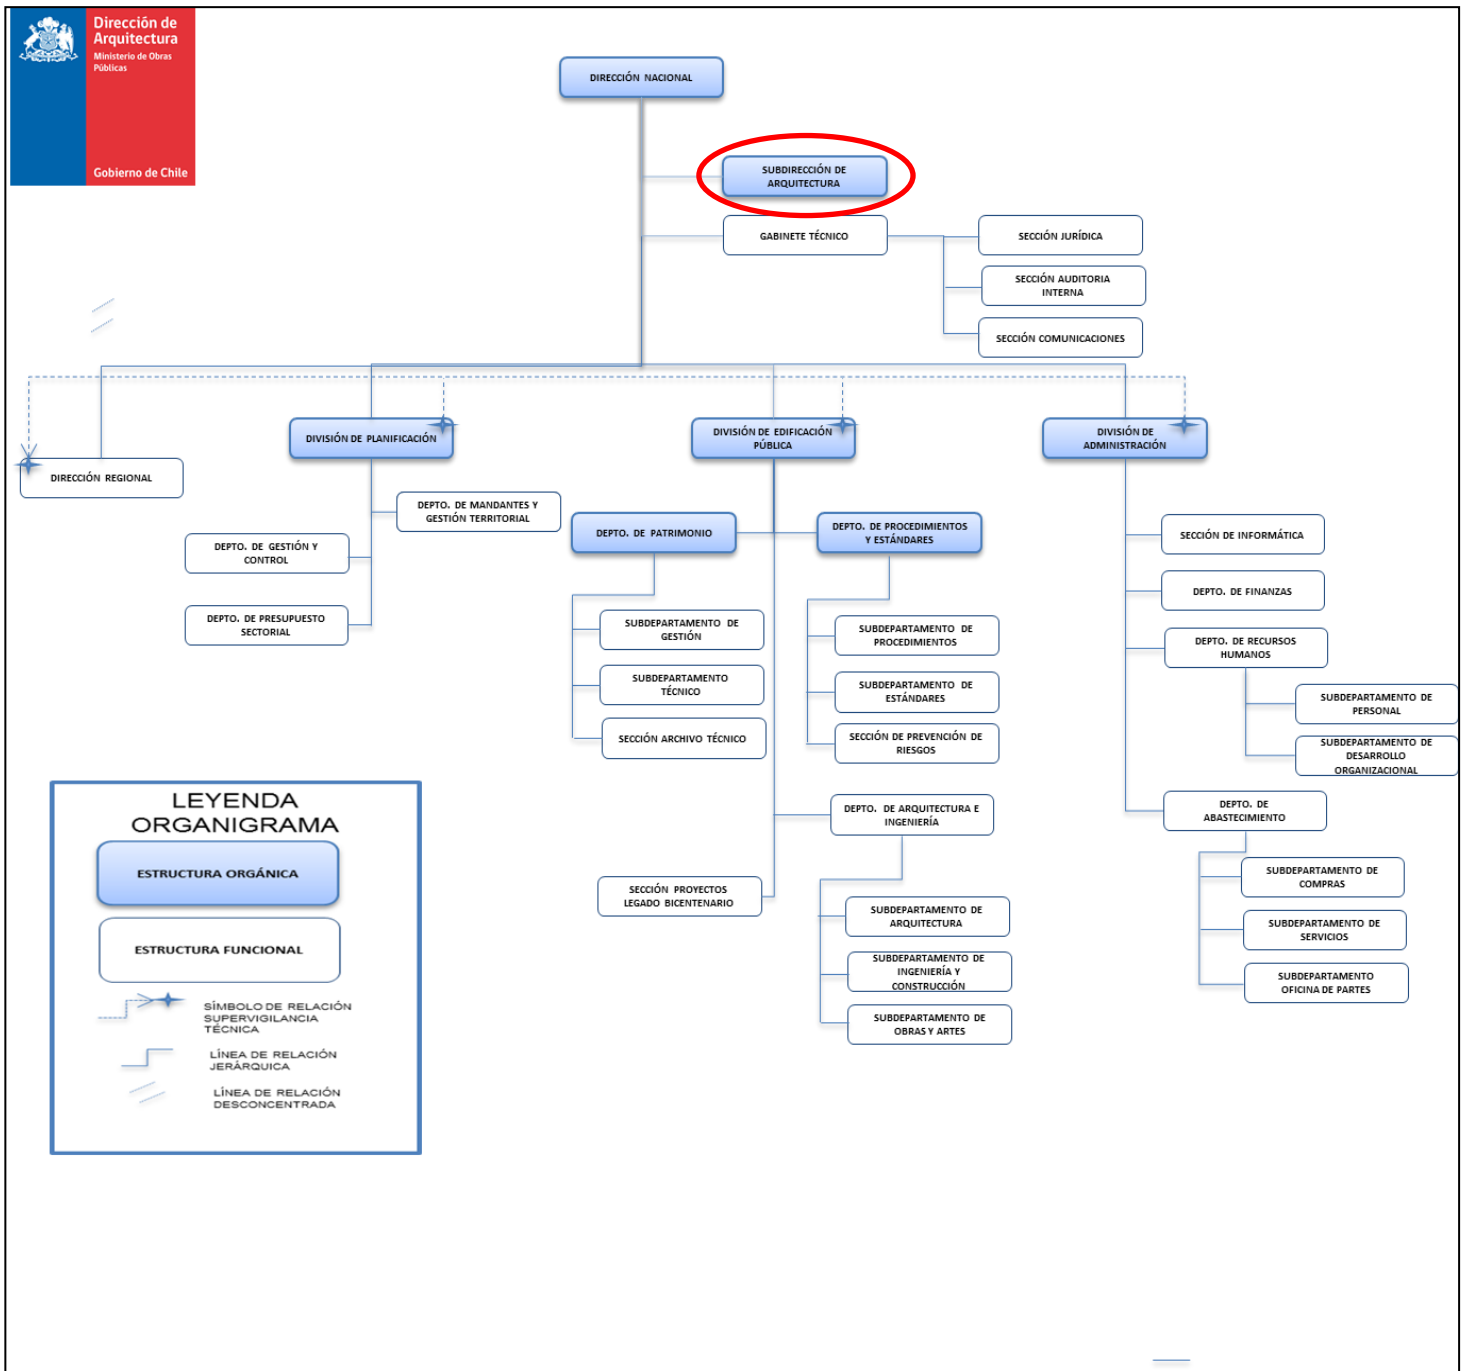 Dirección de
Arquitectura
Ministerio de Obras
Públicas
Gobierno de Chile
DIRECCIÓN NACIONAL
SUBDIRECCIÓN DE
ARQUITECTURA
GABINETE TÉCNICO
SECCIÓN JURÍDICA
SECCIÓN AUDITORIA
INTERNA
SECCIÓN COMUNICACIONES
DIRECCIÓN REGIONAL
DIVISIÓN DE PLANIFICACIÓN
DEPTO. DE MANDANTES Y
GESTIÓN TERRITORIAL
DEPTO. DE GESTIÓN Y
CONTROL
DEPTO. DE PRESUPUESTO
SECTORIAL
DIVISIÓN DE EDIFICACIÓN
PÚBLICA
DEPTO. DE PATRIMONIO
SUBDEPARTAMENTO DE
GESTIÓN
SUBDEPARTAMENTO
TÉCNICO
SECCIÓN ARCHIVO TÉCNICO
DEPTO. DE PROCEDIMIENTOS
Y ESTÁNDARES
SUBDEPARTAMENTO DE
PROCEDIMIENTOS
SUBDEPARTAMENTO DE
ESTÁNDARES
SECCIÓN DE PREVENCIÓN DE
RIESGOS
DEPTO. DE ARQUITECTURA E
INGENIERÍA
SECCIÓN PROYECTOS
LEGADO BICENTENARIO
SUBDEPARTAMENTO DE
ARQUITECTURA
SUBDEPARTAMENTO DE
INGENIERÍA Y
CONSTRUCCIÓN
SUBDEPARTAMENTO DE
OBRAS Y ARTES
DIVISIÓN DE
ADMINISTRACIÓN
SECCIÓN DE INFORMÁTICA
DEPTO. DE FINANZAS
DEPTO. DE RECURSOS
HUMANOS
SUBDEPARTAMENTO DE
PERSONAL
SUBDEPARTAMENTO DE
DESARROLLO
ORGANIZACIONAL
DEPTO. DE
ABASTECIMIENTO
SUBDEPARTAMENTO DE
COMPRAS
SUBDEPARTAMENTO DE
SERVICIOS
SUBDEPARTAMENTO
OFICINA DE PARTES
LEYENDA
ORGANIGRAMA
ESTRUCTURA ORGÁNICA
ESTRUCTURA FUNCIONAL
SÍMBOLO DE RELACIÓN
SUPERVIGILANCIA
TÉCNICA
LÍNEA DE RELACIÓN
JERÁRQUICA
LÍNEA DE RELACIÓN
DESCONCENTRADA